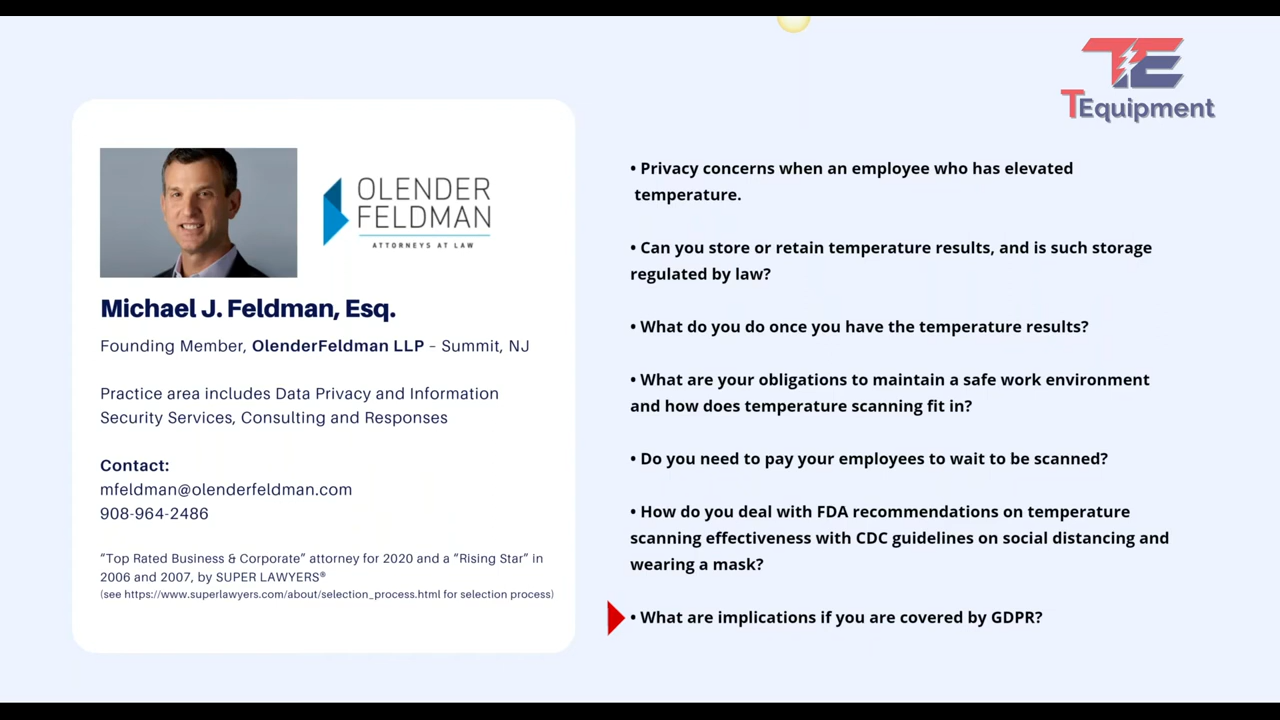 TE
TEquipment
OLENDER
FELDMAN
ATTORNEYS AT LAW
Michael J. Feldman, Esq.
Founding Member, OlenderFeldman LLP – Summit, NJ
Practice area includes Data Privacy and Information
Security Services, Consulting and Responses
Contact:
mfeldman@olenderfeldman.com
908-964-2486
“Top Rated Business & Corporate” attorney for 2020 and a “Rising Star” in
2006 and 2007, by SUPER LAWYERS®
(see https://www.superlawyers.com/about/selection_process.html for selection process)
• Privacy concerns when an employee who has elevated
temperature.
• Can you store or retain temperature results, and is such storage
regulated by law?
• What do you do once you have the temperature results?
• What are your obligations to maintain a safe work environment
and how does temperature scanning fit in?
• Do you need to pay your employees to wait to be scanned?
• How do you deal with FDA recommendations on temperature
scanning effectiveness with CDC guidelines on social distancing and
wearing a mask?
• What are implications if you are covered by GDPR?